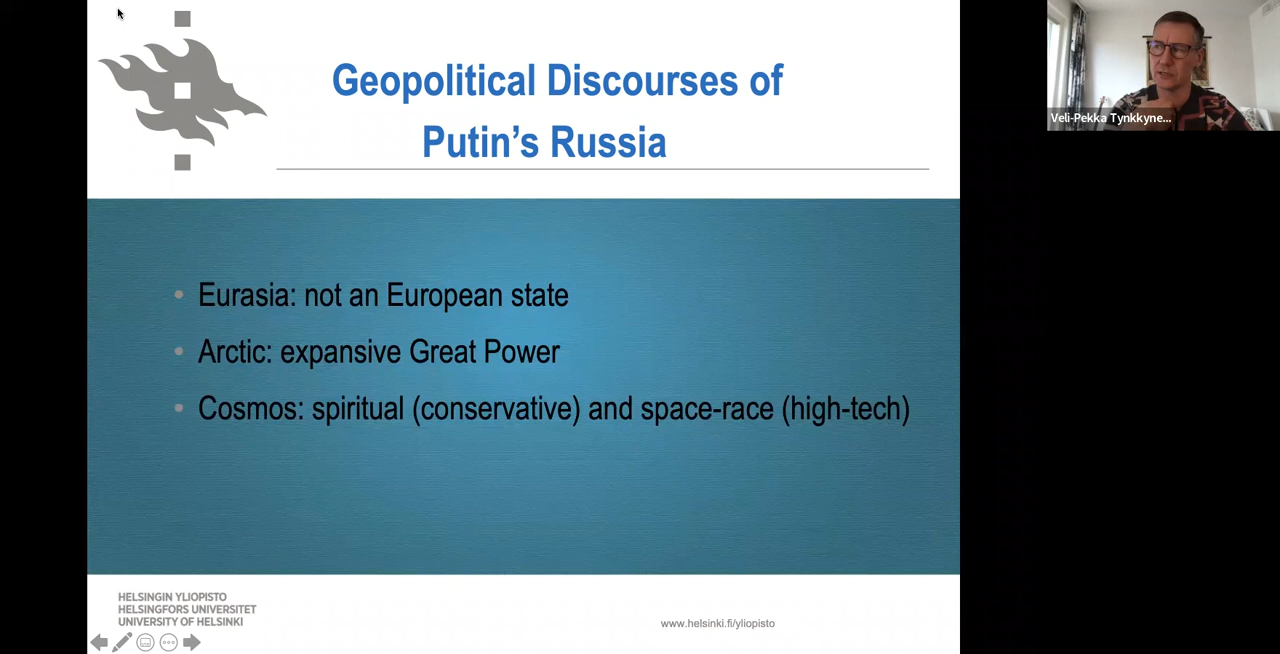 Geopolitical Discourses of
Putin’s Russia
Veli-Pekka Tynkkyne...
• Eurasia: not an European state
• Arctic: expansive Great Power
• Cosmos: spiritual (conservative) and space-race (high-tech)
HELSINGIN YLIOPISTO
HELSINGFORS UNIVERSITET
UNIVERSITY OF HELSINKI
www.helsinki.fi/yliopisto